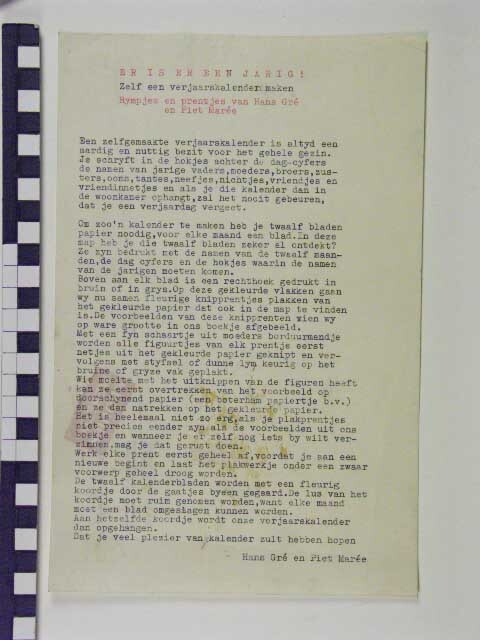 ER IS ER EEN JARIG!
Zelf een verjaarskalender maken
Rympjes en prentjes van Hans Gré
en Piet Marée
Een zelfgemaakte verjaarskalender is altyd een
aardig en nuttig bezit voor het gehele gezin.
Je schryft in de hokjes achter de dag-cyfers
de namen van jarige vaders,moeders,broers,zus-
ters,ooms,tantes,neefjes,nichtjes,vriendjes en
vriendinnetjes en als je die kalender dan in
de woonkamer ophangt,zal het nooit gebeuren,
dat je een verjaardag vergeet.
Om zoo'n kalender te maken heb je twaalf bladen
papier noodig,voor elke maand een blad.In deze
map heb je die twaalf bladen zeker al ontdekt?
Ze zyn bedrukt met de namen van de twaalf maan-
den,de dag cyfers en de hokjes waarin de namen
van de jarigen moeten komen.
Boven aan elk blad is een rechthoek gedrukt in
bruin of in grys.Op deze gekleurde vlakken gaan
wy nu samen fleurige knipprentjes plakken van
het gekleurde papier dat ook in de map te vinden
is.De voorbeelden van deze knipprenten zien wy
op ware grootte in ons boekje afgebeeld.
Met een fyn schaartje uit moeders borduurmandje
worden alle figuurtjes van elk prentje eerst
netjes uit het gekleurde papier geknipt en ver-
volgens met styfsel of dunne lym keurig op het
bruine of gryze vak geplakt.
Wie moeite met het uitknippen van de figuren heeft
kan ze eerst overtrekken van het voorbeeld op
doorschynend papier (een boterham papiertje b.v.)
en ze dan natrekken op het gekleurde papier.
Het is heelemaal niet zo erg,als je plakprentjes
niet precies eender zyn als de voorbeelden uit ons
boekje en wanneer je er zelf nog iets by wilt ver-
zinnen,mag je dat gerust doen.
Werk elke prent eerst geheel af,voordat je aan een
nieuwe begint en laat het plakwerkje onder een zwaar
voorwerp geheel droog worden.
De twaalf kalenderbladen worden met een fleurig
koordje door de gaatjes byeen gegaard.De lus van het
koordje moet ruim genomen worden,want elke maand
moet een blad omgeslagen kunnen worden.
Aan hetzelfde koordje wordt onze verjaarskalender
dan opgehangen.
Dat je veel plezier van kalender zult hebben hopen
Hans Gré en Piet Marée